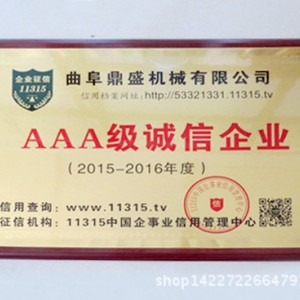 企业征信
11315
曲阜鼎盛机械有限公司
信用档案网址:http://53321331.11315.tv
AAA级诚信企业
(2015-2016年度)
信用查询:www.11315.tv
征信机构:11315中国企事业信用管理中心
shop1422722664795